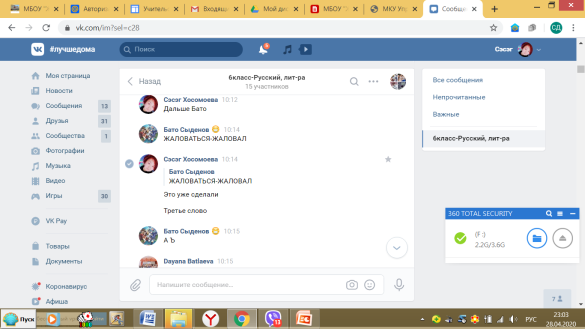 МБОУ "
Авториз
Учитель
Входящи
Мой ди
МБОУ "
МКУ Упр
Сообще
vk.com/im?sel=c28
#лучшедома
Поиск
Сэсэг
Моя страница
Новости
Сообщения 13
Друзья 31
Сообщества 1
Фотографии
Музыка
Видео
Игры 30
VK Pay
Товары
Документы
Коронавирус
Афиша
Назад
6класс-Русский, лит-ра
15 участников
Сэсэг Хосомоева 10:12
Дальше Бато
Бато Сыденов 10:14
ЖАЛОВАТЬСЯ-ЖАЛОВАЛ
Сэсэг Хосомоева 10:14
Бато Сыденов
ЖАЛОВАТЬСЯ-ЖАЛОВАЛ
Это уже сделали
Третье слово
Бато Сыденов 10:15
А Ъ
Dayana Batlaeva 10:15
Напишите сообщение...
Все сообщения
Непрочитанные
Важные
6класс-Русский, лит-ра
360 TOTAL SECURITY
(F:)
2.2G/3.6G
7
Пуск
РУС
23:03
28.04.2020